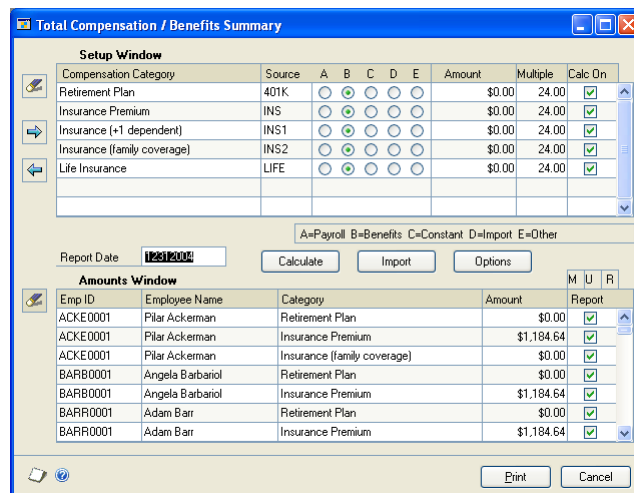 Total Compensation / Benefits Summary
Setup Window
Compensation Category Source A B C D E Amount Multiple Calc On
Retirement Plan 401K $0.00 24.00
Insurance Premium INS $0.00 24.00
Insurance (+1 dependent) INS1 $0.00 24.00
Insurance (family coverage) INS2 $0.00 24.00
Life Insurance LIFE $0.00 24.00
A=Payroll B=Benefits C=Constant D=Import E=Other
Report Date 12312004 Calculate Import Options
Amounts Window M U R
Emp ID Employee Name Category Amount Report
ACKE0001 Pilar Ackerman Retirement Plan $0.00
ACKE0001 Pilar Ackerman Insurance Premium $1,184.64
ACKE0001 Pilar Ackerman Insurance (family coverage) $0.00
BARB0001 Angela Barbariol Retirement Plan $0.00
BARB0001 Angela Barbariol Insurance Premium $1,184.64
BARR0001 Adam Barr Retirement Plan $0.00
BARR0001 Adam Barr Insurance Premium $1,184.64
Print Cancel